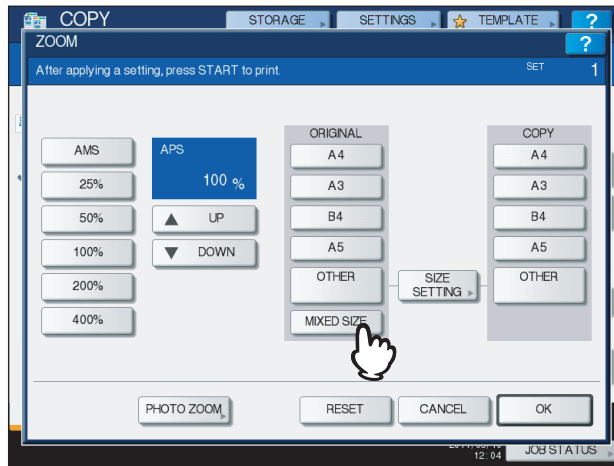 COPY
STORAGE
SETTINGS
TEMPLATE
?
ZOOM
?
After applying a setting, press START to print.
SET 1
ORIGINAL
COPY
AMS
APS
A4
A4
25%
100 %
A3
A3
50%
UP
B4
B4
100%
DOWN
A5
A5
200%
OTHER
SIZE
SETTING
OTHER
400%
MIXED SIZE
PHOTO ZOOM
RESET
CANCEL
OK
12:04
JOB STATUS